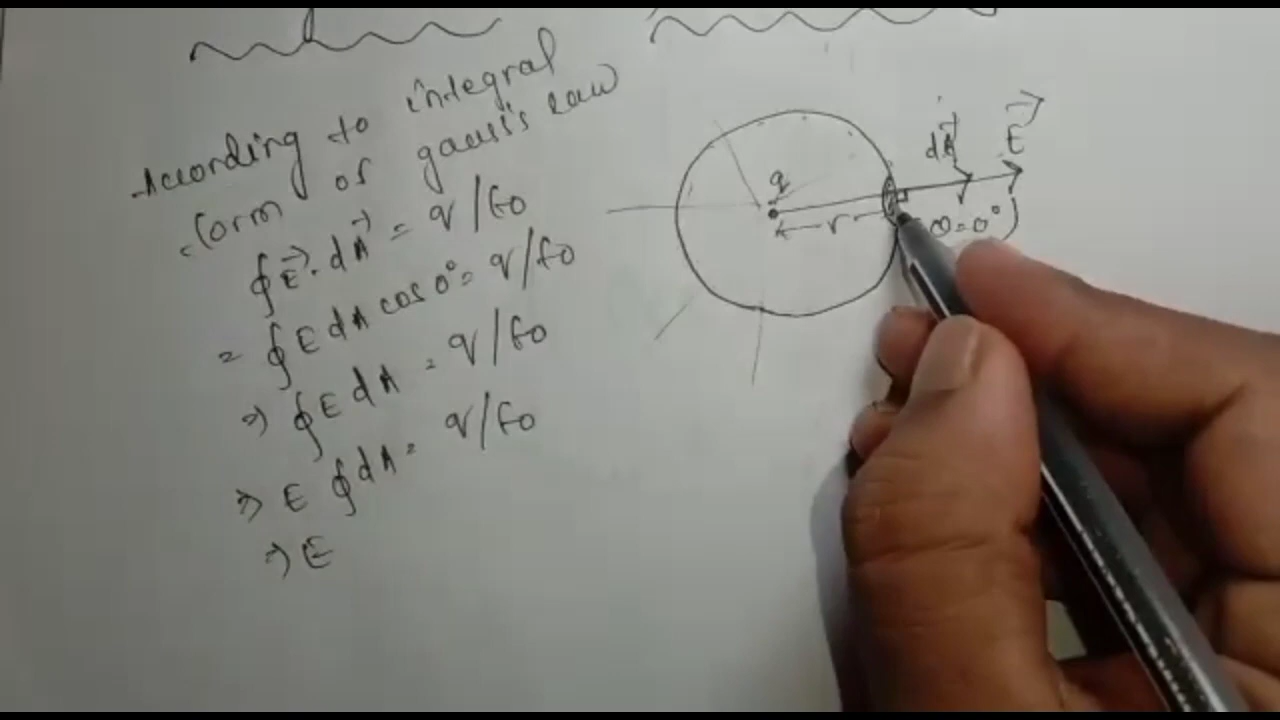 According to integral
form of gauss's law
∮E⃗. dA⃗ = q/ε0
= ∮E dA cos 0° = q/ε0
⇒ ∮E dA = q/ε0
⇒ E ∮dA = q/ε0
⇒ E
q
r
dA⃗
E⃗
θ=0°)